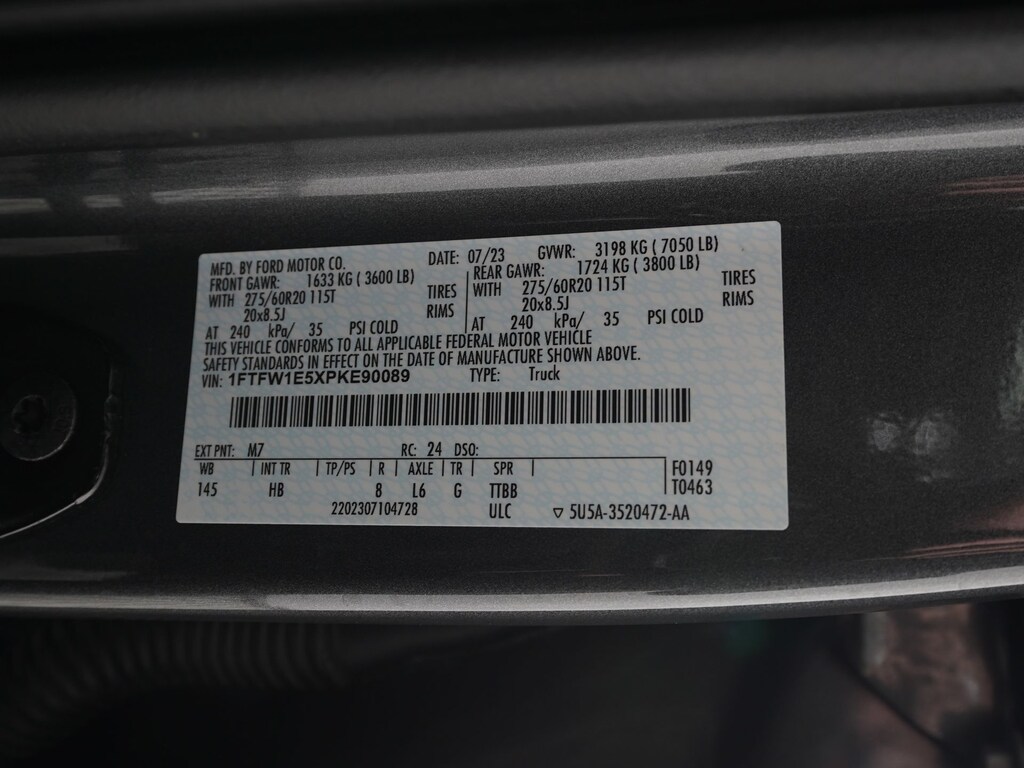 MFD. BY FORD MOTOR CO. DATE: 07/23 GVWR: 3198 KG ( 7050 LB)
FRONT GAWR: 1633 KG ( 3600 LB) REAR GAWR: 1724 KG ( 3800 LB)
WITH 275/60R20 115T TIRES WITH 275/60R20 115T TIRES
20x8.5J RIMS 20x8.5J RIMS
AT 240 kPa/ 35 PSI COLD AT 240 kPa/ 35 PSI COLD
THIS VEHICLE CONFORMS TO ALL APPLICABLE FEDERAL MOTOR VEHICLE
SAFETY STANDARDS IN EFFECT ON THE DATE OF MANUFACTURE SHOWN ABOVE.
VIN: 1FTFW1E5XPKE90089 TYPE: Truck
EXT PNT: M7 RC: 24 DSO:
WB INT TR TP/PS R AXLE TR SPR F0149
145 HB 8 L6 G TTBB T0463
2202307104728 ULC ▽ 5U5A-3520472-AA